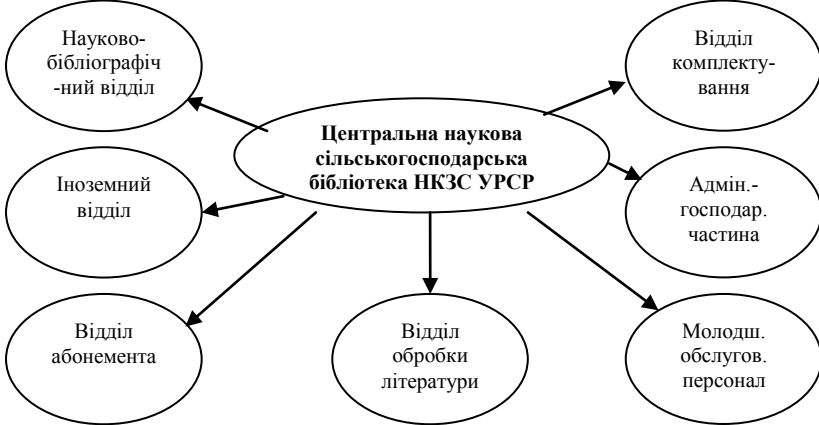 Науково-
бібліографіч
-ний відділ
Відділ
комплекту-
вання
Центральна наукова
сільськогосподарська
бібліотека НКЗС УРСР
Іноземний
відділ
Адмін.-
господар.
частина
Відділ
абонемента
Відділ
обробки
літератури
Молодш.
обслугов.
персонал